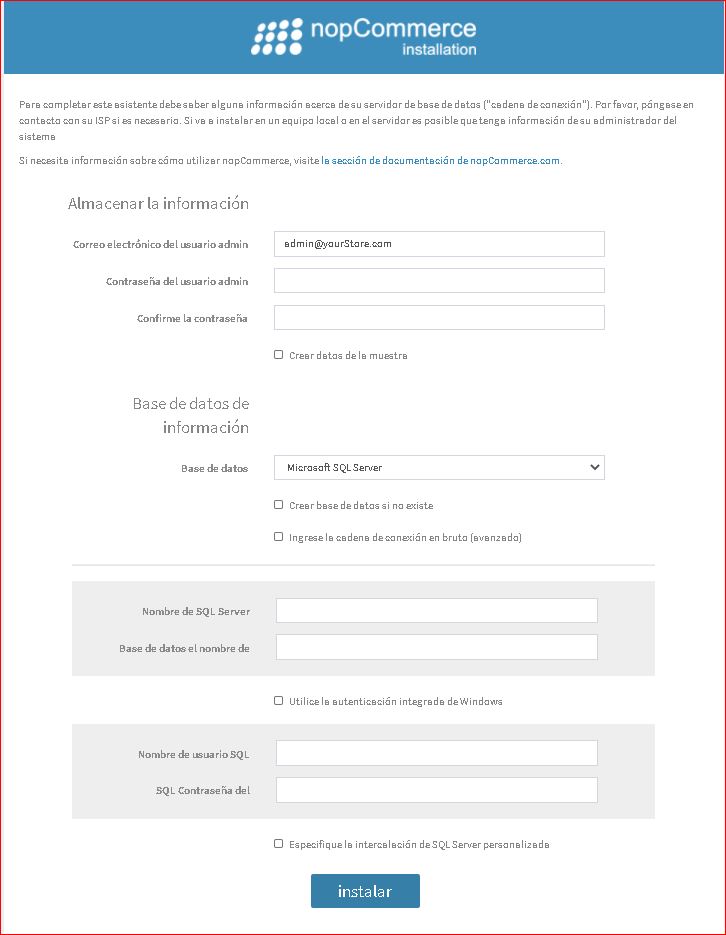 nopCommerce
installation
Para completar este asistente debe saber alguna información acerca de su servidor de base de datos ("cadena de conexión"). Por favor, póngase en
contacto con su ISP si es necesario. Si va a instalar en un equipo local o en el servidor es posible que tenga información de su administrador del
sistema
Si necesita información sobre cómo utilizar nopCommerce, visite la sección de documentación de nopCommerce.com.
Almacenar la información
Correo electrónico del usuario admin admin@yourStore.com
Contraseña del usuario admin
Confirme la contraseña
Crear datos de la muestra
Base de datos de
información
Base de datos Microsoft SQL Server
Crear base de datos si no existe
Ingrese la cadena de conexión en bruto (avanzado)
Nombre de SQL Server
Base de datos el nombre de
Utilice la autenticación integrada de Windows
Nombre de usuario SQL
SQL Contraseña del
Especifique la intercalación de SQL Server personalizada
instalar